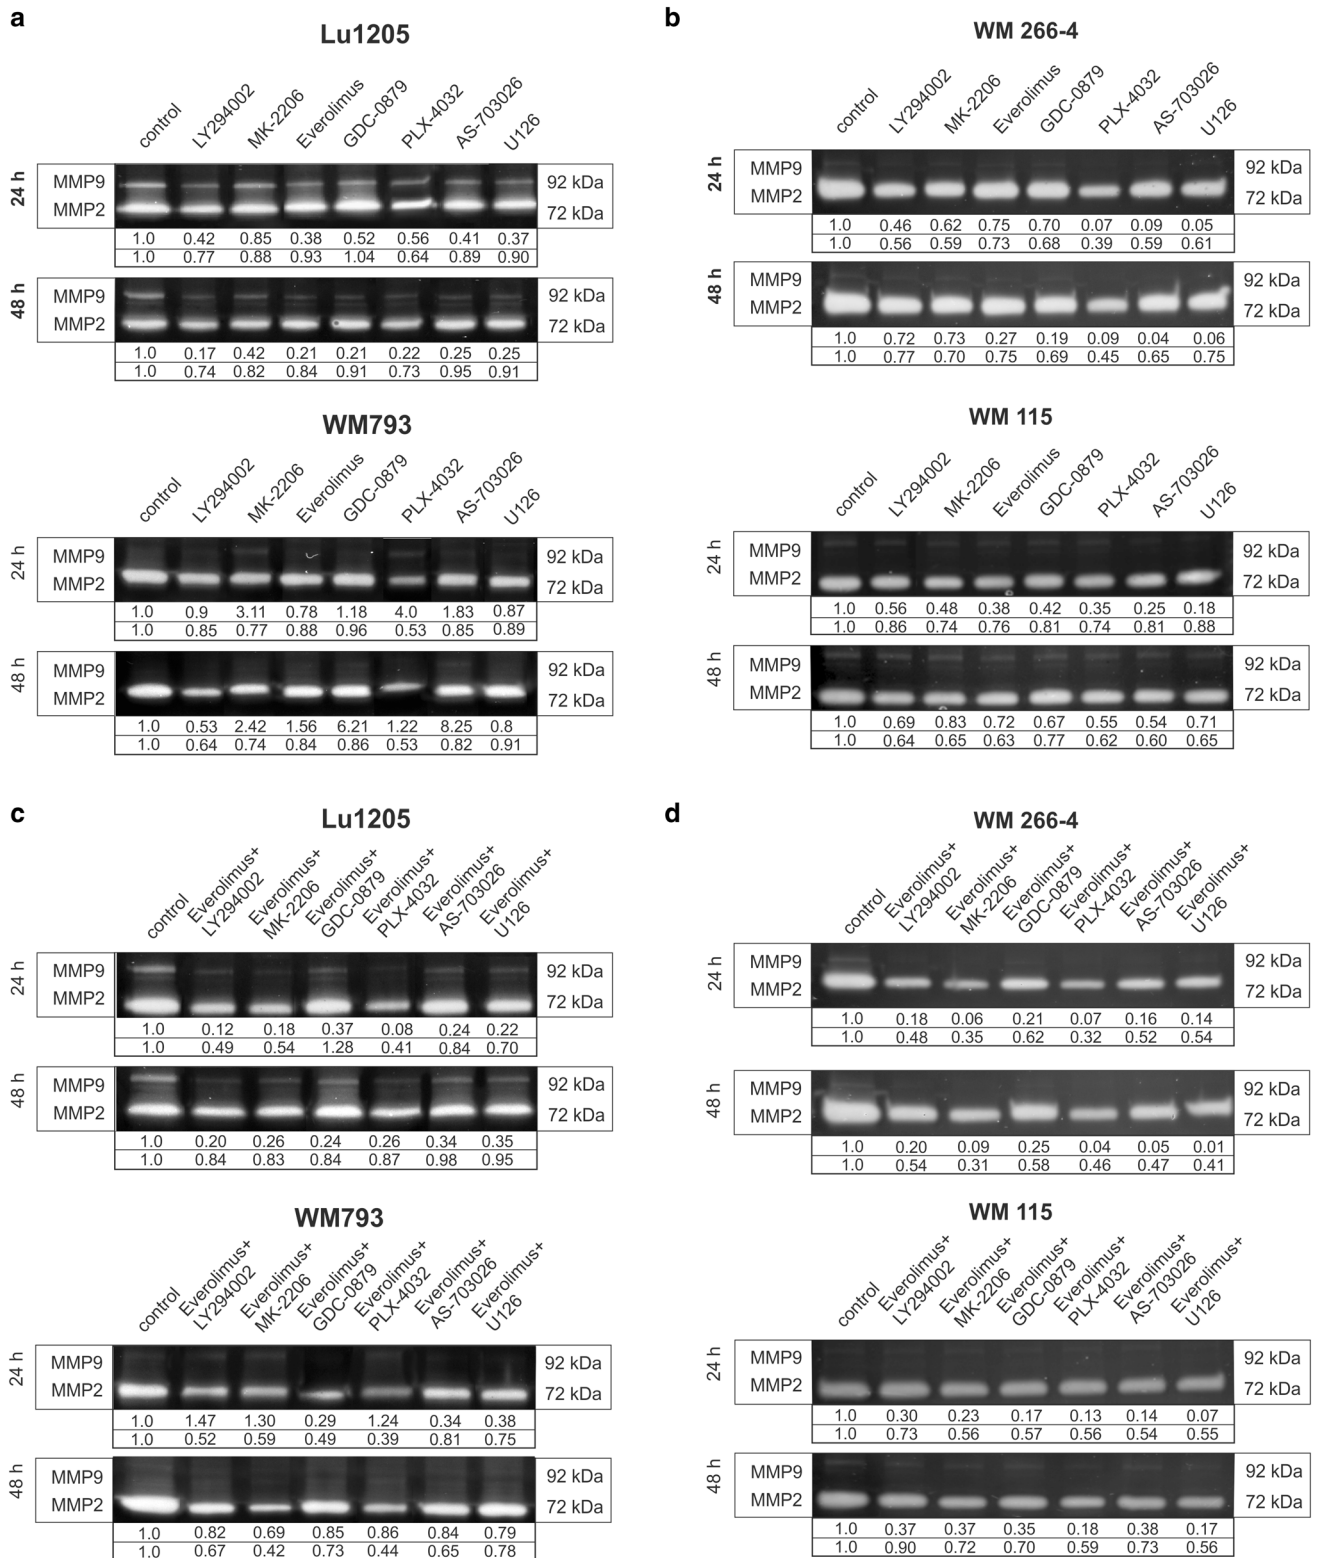 a
Lu1205
control LY294002 MK-2206 Everolimus GDC-0879 PLX-4032 AS-703026 U126
24 h
MMP9 92 kDa
MMP2 72 kDa
1.0 0.42 0.85 0.38 0.52 0.56 0.41 0.37
1.0 0.77 0.88 0.93 1.04 0.64 0.89 0.90
48 h
MMP9 92 kDa
MMP2 72 kDa
1.0 0.17 0.42 0.21 0.21 0.22 0.25 0.25
1.0 0.74 0.82 0.84 0.91 0.73 0.95 0.91
WM793
control LY294002 MK-2206 Everolimus GDC-0879 PLX-4032 AS-703026 U126
24 h
MMP9 92 kDa
MMP2 72 kDa
1.0 0.9 3.11 0.78 1.18 4.0 1.83 0.87
1.0 0.85 0.77 0.88 0.96 0.53 0.85 0.89
48 h
MMP9 92 kDa
MMP2 72 kDa
1.0 0.53 2.42 1.56 6.21 1.22 8.25 0.8
1.0 0.64 0.74 0.84 0.86 0.53 0.82 0.91
b
WM 266-4
control LY294002 MK-2206 Everolimus GDC-0879 PLX-4032 AS-703026 U126
24 h
MMP9 92 kDa
MMP2 72 kDa
1.0 0.46 0.62 0.75 0.70 0.07 0.09 0.05
1.0 0.56 0.59 0.73 0.68 0.39 0.59 0.61
48 h
MMP9 92 kDa
MMP2 72 kDa
1.0 0.72 0.73 0.27 0.19 0.09 0.04 0.06
1.0 0.77 0.70 0.75 0.69 0.45 0.65 0.75
WM 115
control LY294002 MK-2206 Everolimus GDC-0879 PLX-4032 AS-703026 U126
24 h
MMP9 92 kDa
MMP2 72 kDa
1.0 0.56 0.48 0.38 0.42 0.35 0.25 0.18
1.0 0.86 0.74 0.76 0.81 0.74 0.81 0.88
48 h
MMP9 92 kDa
MMP2 72 kDa
1.0 0.69 0.83 0.72 0.67 0.55 0.54 0.71
1.0 0.64 0.65 0.63 0.77 0.62 0.60 0.65
c
Lu1205
control Everolimus+ LY294002 Everolimus+ MK-2206 Everolimus+ GDC-0879 Everolimus+ PLX-4032 Everolimus+ AS-703026 Everolimus+ U126
24 h
MMP9 92 kDa
MMP2 72 kDa
1.0 0.12 0.18 0.37 0.08 0.24 0.22
1.0 0.49 0.54 1.28 0.41 0.84 0.70
48 h
MMP9 92 kDa
MMP2 72 kDa
1.0 0.20 0.26 0.24 0.26 0.34 0.35
1.0 0.84 0.83 0.84 0.87 0.98 0.95
WM793
control Everolimus+ LY294002 Everolimus+ MK-2206 Everolimus+ GDC-0879 Everolimus+ PLX-4032 Everolimus+ AS-703026 Everolimus+ U126
24 h
MMP9 92 kDa
MMP2 72 kDa
1.0 1.47 1.30 0.29 1.24 0.34 0.38
1.0 0.52 0.59 0.49 0.39 0.81 0.75
48 h
MMP9 92 kDa
MMP2 72 kDa
1.0 0.82 0.69 0.85 0.86 0.84 0.79
1.0 0.67 0.42 0.73 0.44 0.65 0.78
d
WM 266-4
control Everolimus+ LY294002 Everolimus+ MK-2206 Everolimus+ GDC-0879 Everolimus+ PLX-4032 Everolimus+ AS-703026 Everolimus+ U126
24 h
MMP9 92 kDa
MMP2 72 kDa
1.0 0.18 0.06 0.21 0.07 0.16 0.14
1.0 0.48 0.35 0.62 0.32 0.52 0.54
48 h
MMP9 92 kDa
MMP2 72 kDa
1.0 0.20 0.09 0.25 0.04 0.05 0.01
1.0 0.54 0.31 0.58 0.46 0.47 0.41
WM 115
control Everolimus+ LY294002 Everolimus+ MK-2206 Everolimus+ GDC-0879 Everolimus+ PLX-4032 Everolimus+ AS-703026 Everolimus+ U126
24 h
MMP9 92 kDa
MMP2 72 kDa
1.0 0.30 0.23 0.17 0.13 0.14 0.07
1.0 0.73 0.56 0.57 0.56 0.54 0.55
48 h
MMP9 92 kDa
MMP2 72 kDa
1.0 0.37 0.37 0.35 0.18 0.38 0.17
1.0 0.90 0.72 0.70 0.59 0.73 0.56